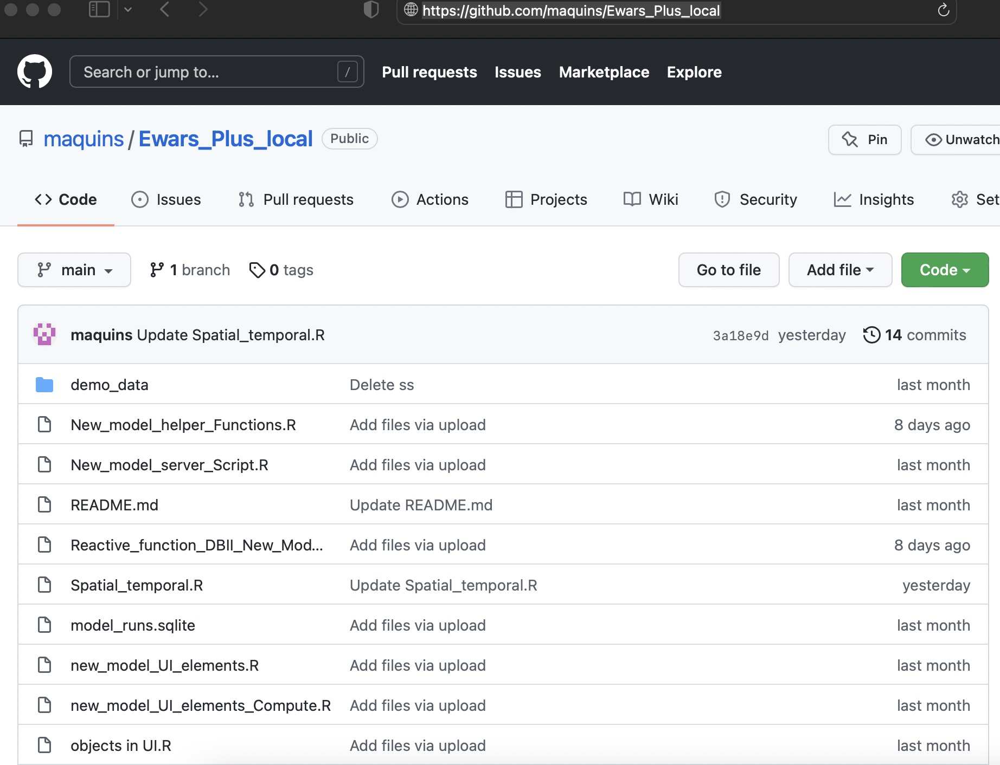 https://github.com/maquins/Ewars_Plus_local
Search or jump to... / Pull requests Issues Marketplace Explore
maquins / Ewars_Plus_local Public Pin Unwatch
Code Issues Pull requests Actions Projects Wiki Security Insights Set
main 1 branch 0 tags Go to file Add file Code
maquins Update Spatial_temporal.R 3a18e9d yesterday 14 commits
demo_data Delete ss last month
New_model_helper_Functions.R Add files via upload 8 days ago
New_model_server_Script.R Add files via upload last month
README.md Update README.md last month
Reactive_function_DBII_New_Mod... Add files via upload 8 days ago
Spatial_temporal.R Update Spatial_temporal.R yesterday
model_runs.sqlite Add files via upload last month
new_model_UI_elements.R Add files via upload last month
new_model_UI_elements_Compute.R Add files via upload last month
objects in UI.R Add files via upload last month